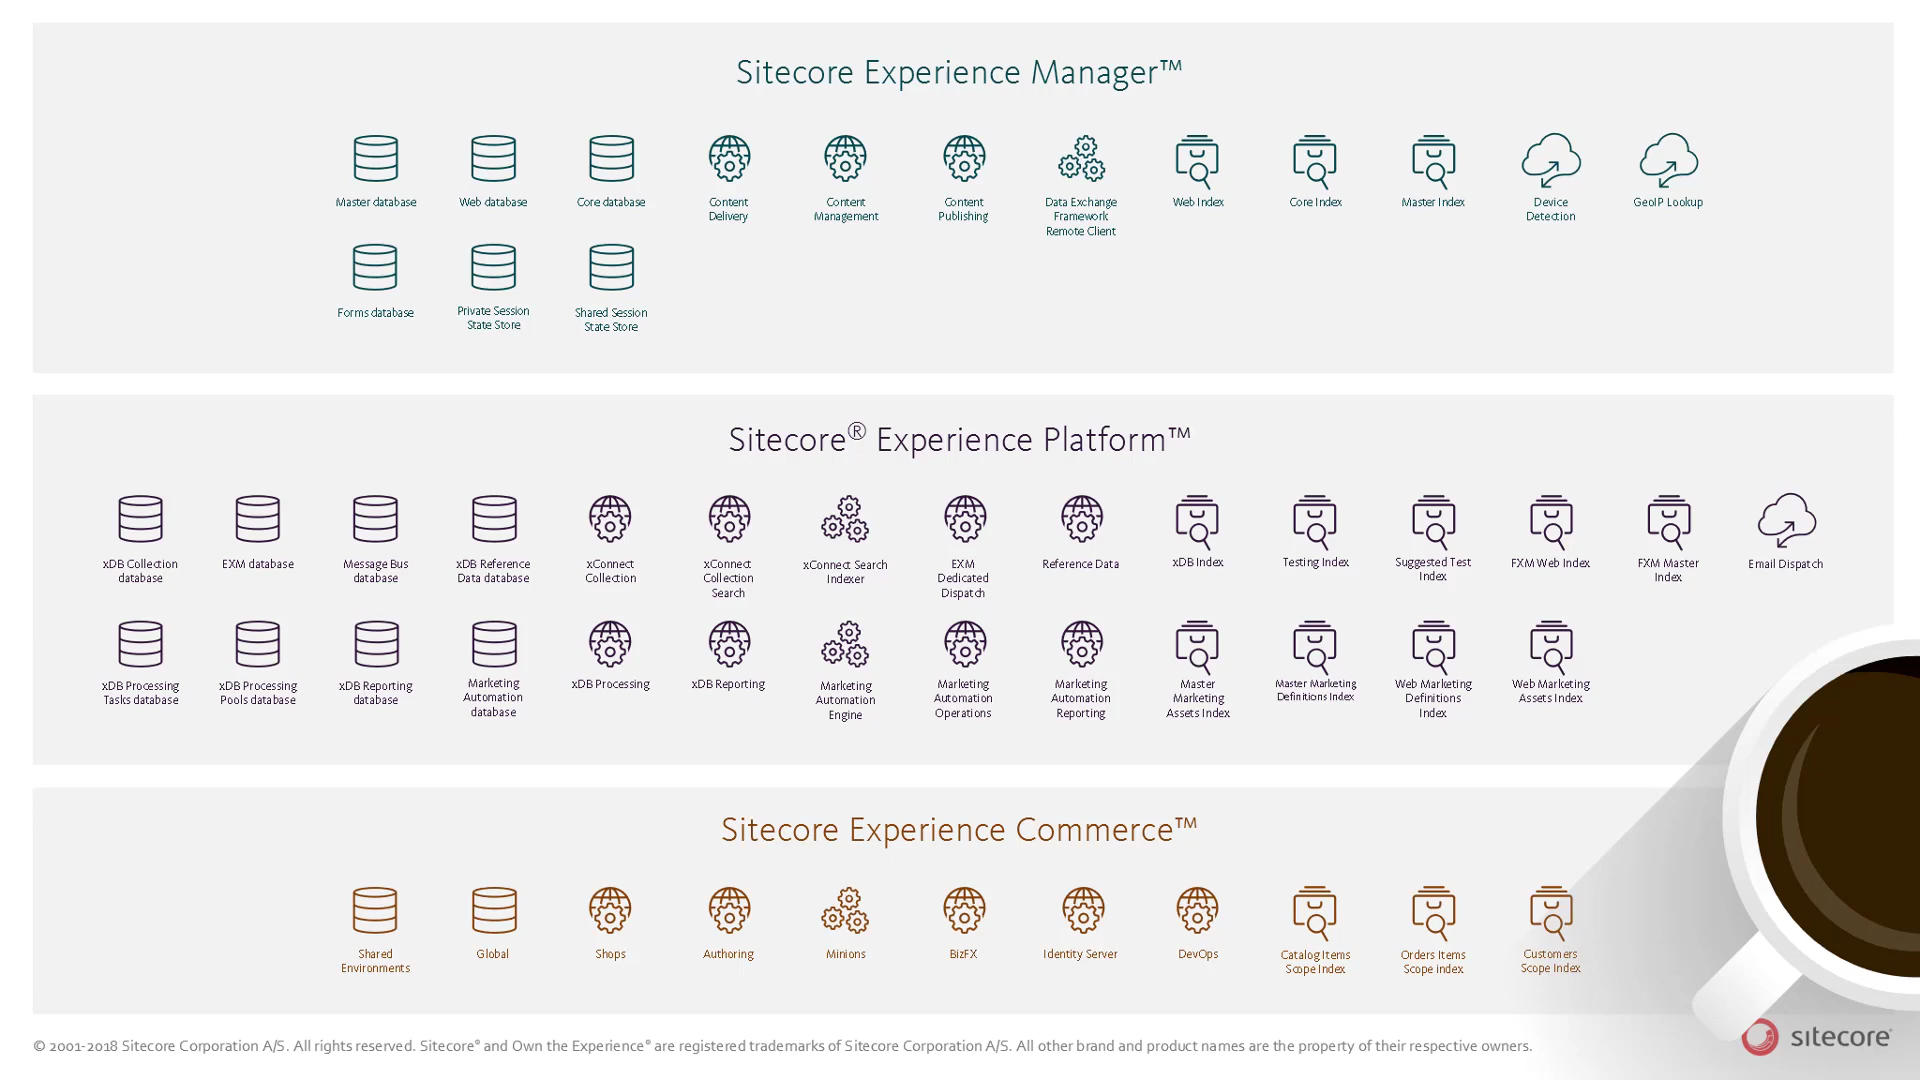 Sitecore Experience Manager™
Master database
Web database
Core database
Content
Delivery
Content
Management
Content
Publishing
Data Exchange
Framework
Remote Client
Web Index
Core Index
Master Index
Device
Detection
GeoIP Lookup
Forms database
Private Session
State Store
Shared Session
State Store
Sitecore® Experience Platform™
xDB Collection
database
EXM database
Message Bus
database
xDB Reference
Data database
xConnect
Collection
xConnect
Collection
Search
xConnect Search
Indexer
EXM
Dedicated
Dispatch
Reference Data
xDB Index
Testing Index
Suggested Test
Index
FXM Web Index
FXM Master
Index
Email Dispatch
xDB Processing
Tasks database
xDB Processing
Pools database
xDB Reporting
database
Marketing
Automation
database
xDB Processing
xDB Reporting
Marketing
Automation
Engine
Marketing
Automation
Operations
Marketing
Automation
Reporting
Master
Marketing
Assets Index
Master Marketing
Definitions Index
Web Marketing
Definitions
Index
Web Marketing
Assets Index
Sitecore Experience Commerce™
Shared
Environments
Global
Shops
Authoring
Minions
BizFX
Identity Server
DevOps
Catalog Items
Scope Index
Orders Items
Scope index
Customers
Scope Index
© 2001-2018 Sitecore Corporation A/S. All rights reserved. Sitecore® and Own the Experience® are registered trademarks of Sitecore Corporation A/S. All other brand and product names are the property of their respective owners.
sitecore®